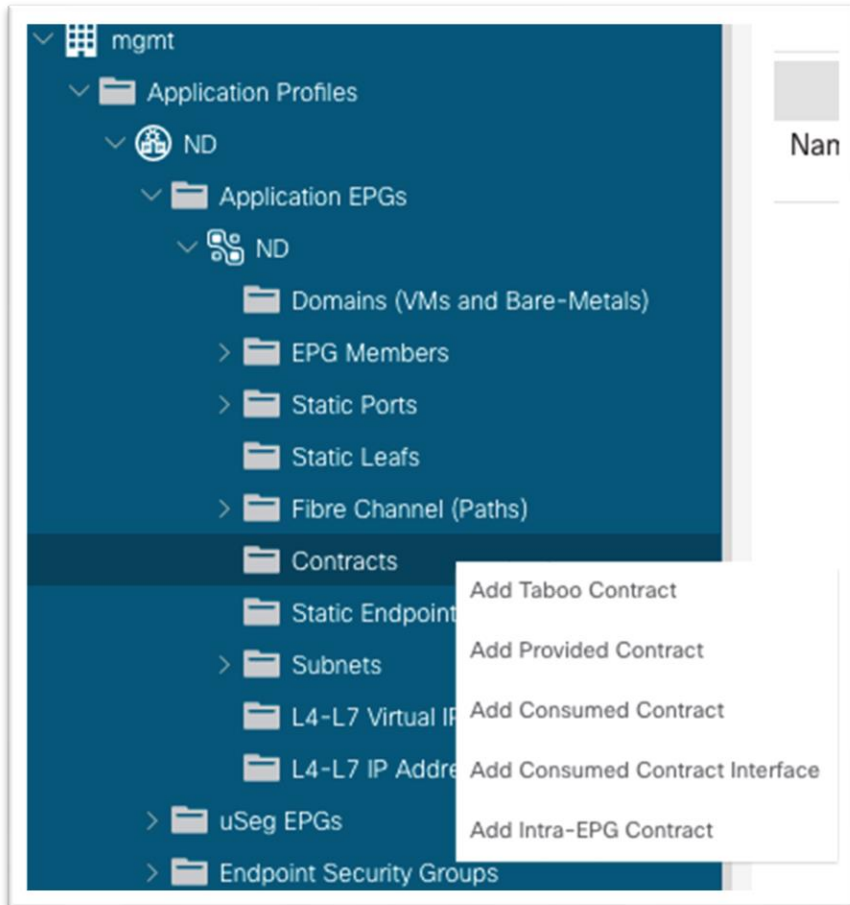 mgmt
Application Profiles
ND
Nan
Application EPGs
ND
Domains (VMs and Bare-Metals)
EPG Members
Static Ports
Static Leafs
Fibre Channel (Paths)
Contracts
Add Taboo Contract
Static Endpoint
Add Provided Contract
Subnets
Add Consumed Contract
L4-L7 Virtual IP
L4-L7 IP Addre
Add Consumed Contract Interface
uSeg EPGs
Add Intra-EPG Contract
Endpoint Security Groups